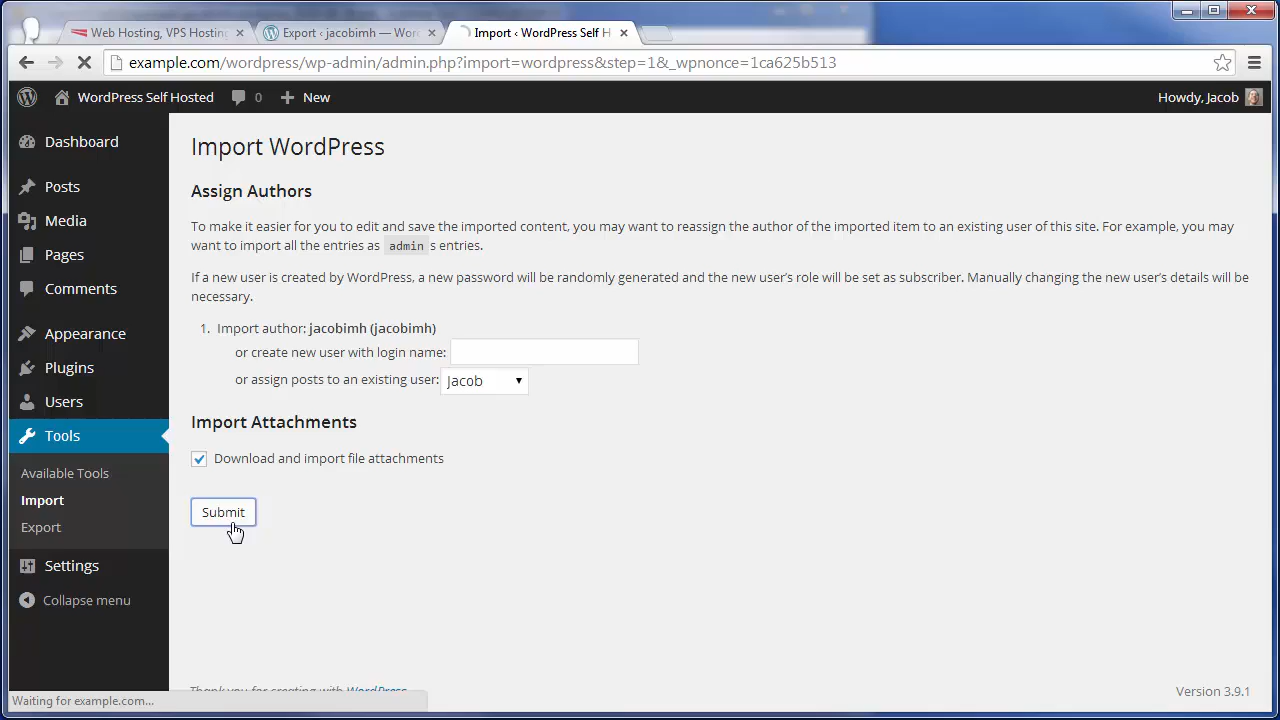 Web Hosting, VPS Hosting
Export ‹ jacobimh — Wor
Import ‹ WordPress Self H
example.com/wordpress/wp-admin/admin.php?import=wordpress&step=1&_wpnonce=1ca625b513
WordPress Self Hosted
0
New
Howdy, Jacob
Dashboard
Posts
Media
Pages
Comments
Appearance
Plugins
Users
Tools
Available Tools
Import
Export
Settings
Collapse menu
Import WordPress
Assign Authors
To make it easier for you to edit and save the imported content, you may want to reassign the author of the imported item to an existing user of this site. For example, you may
want to import all the entries as admin s entries.
If a new user is created by WordPress, a new password will be randomly generated and the new user's role will be set as subscriber. Manually changing the new user's details will be
necessary.
1. Import author: jacobimh (jacobimh)
or create new user with login name:
or assign posts to an existing user: Jacob
Import Attachments
Download and import file attachments
Submit
Thank you for creating with WordPress
Version 3.9.1
Waiting for example.com...